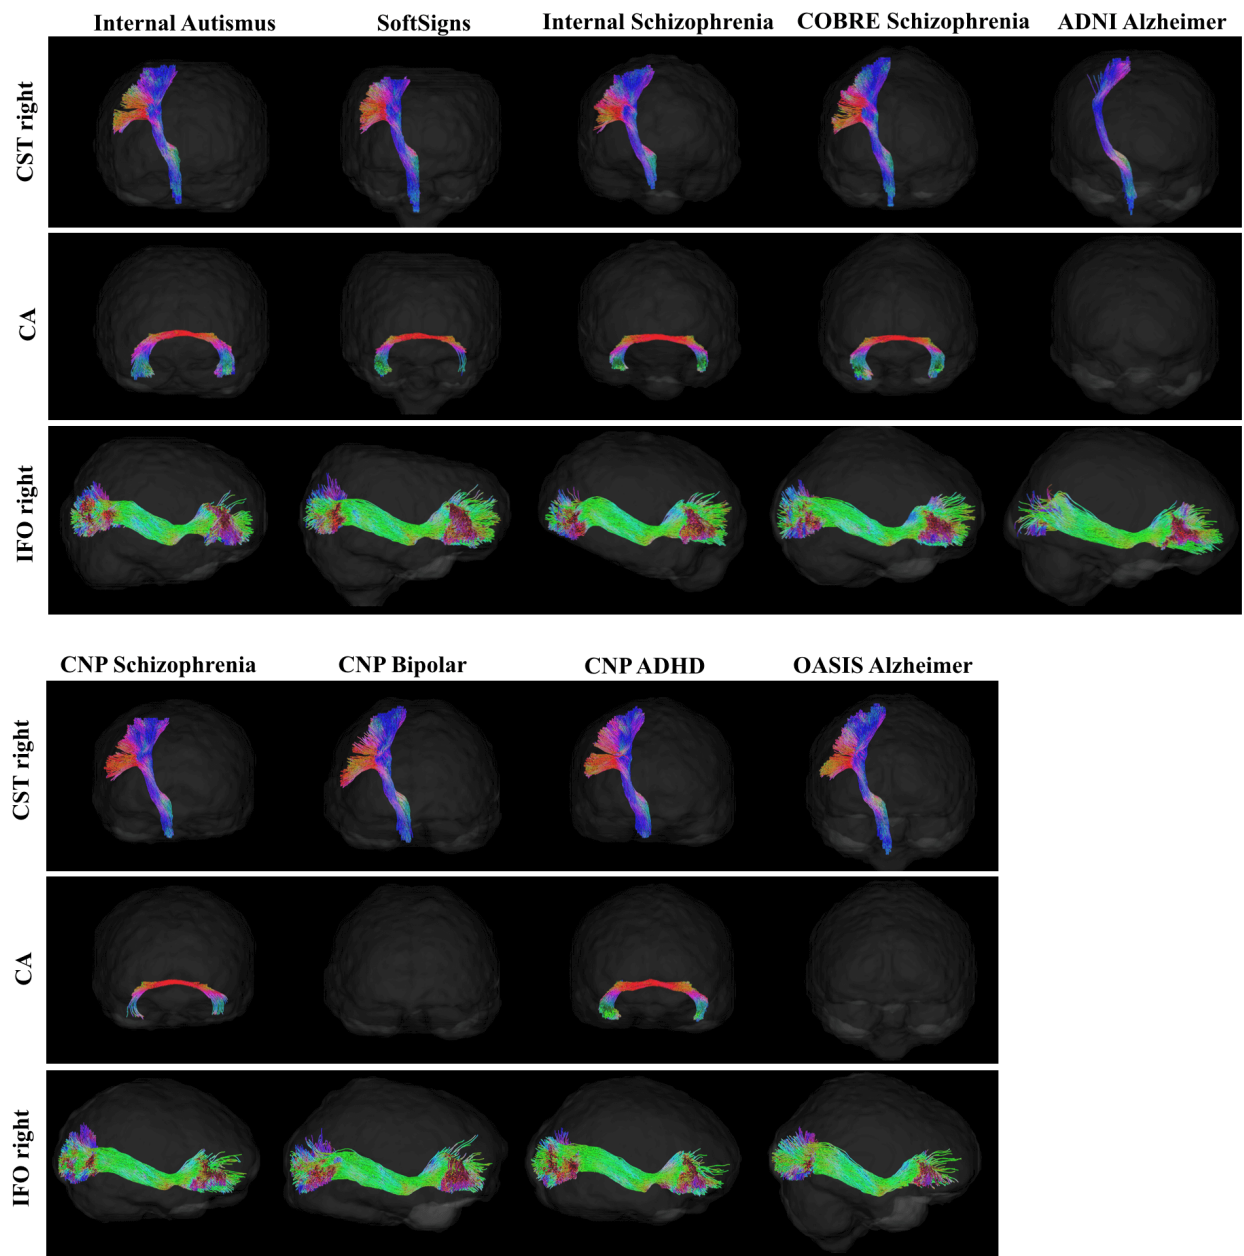 Internal Autismus SoftSigns Internal Schizophrenia COBRE Schizophrenia ADNI Alzheimer
CST right
CA
IFO right
CNP Schizophrenia CNP Bipolar CNP ADHD OASIS Alzheimer
CST right
CA
IFO right